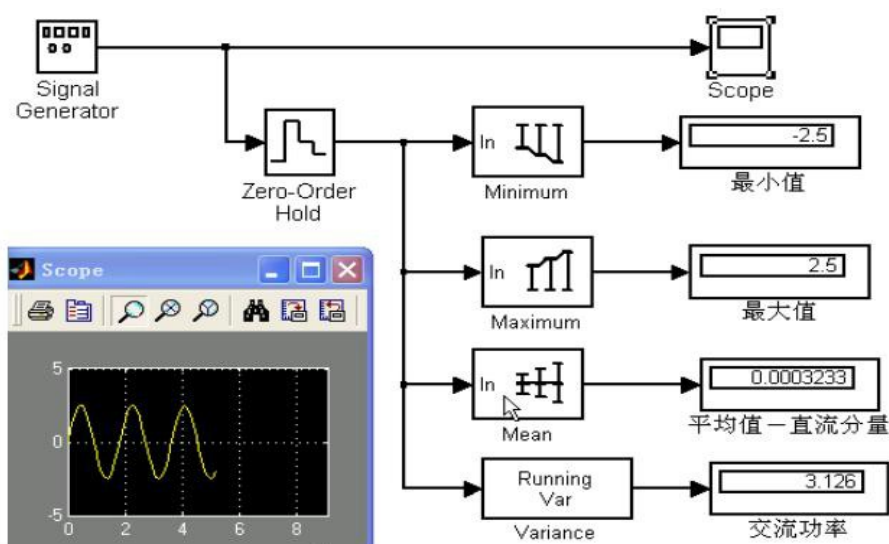 Signal
Generator
Scope
Zero-Order
Hold
In
Minimum
-2.5
最小值
In
Maximum
2.5
最大值
In
Mean
0.0003233
平均值－直流分量
Running
Var
Variance
3.126
交流功率
Scope
5
0
-5
0
2
4
6
8